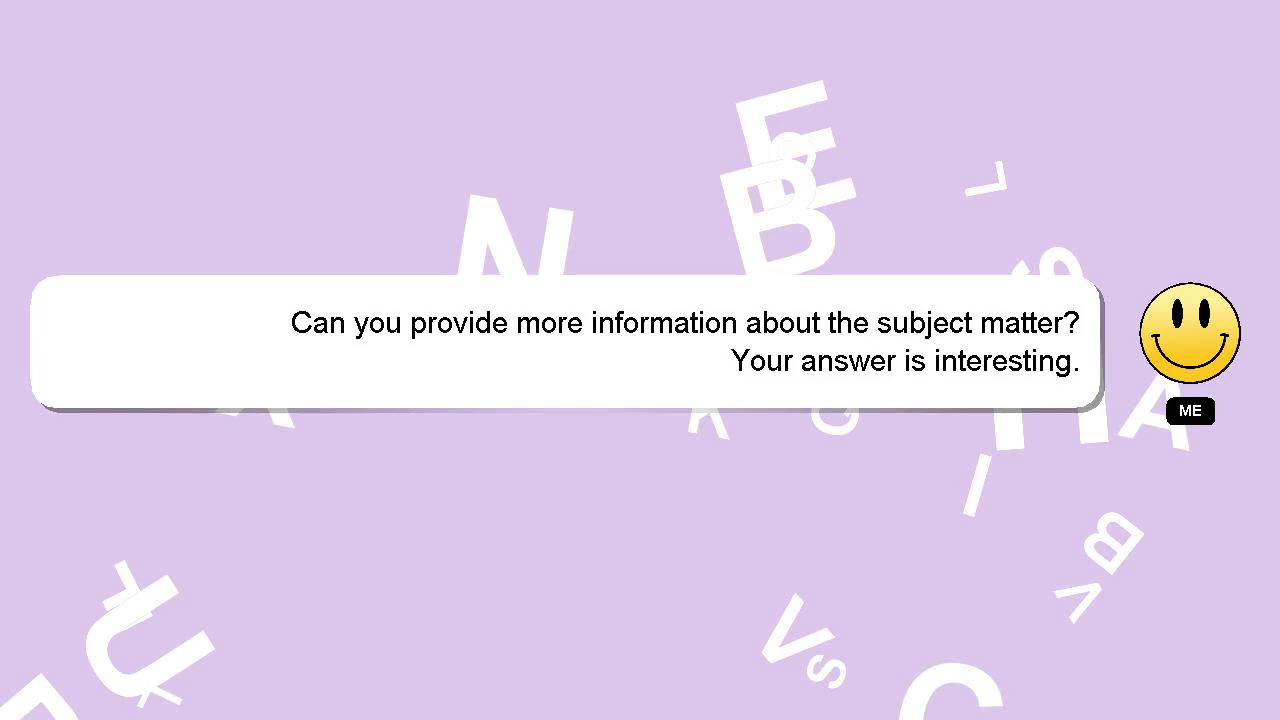 Can you provide more information about the subject matter?
Your answer is interesting.
ME